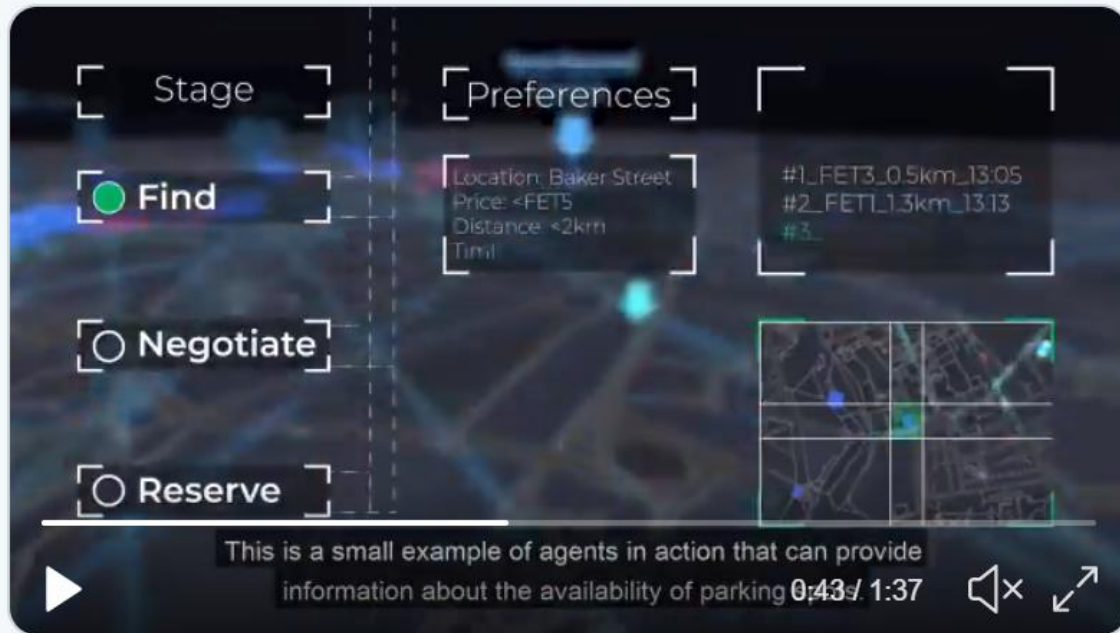 Stage
Preferences
Find
Location: Baker Street
Price: <FET5
Distance: <2km
Timl
#1_FET3_0.5km_13:05
#2_FET1_1.3km_13:13
#3_
Negotiate
Reserve
This is a small example of agents in action that can provide
information about the availability of parking
0:43 / 1:37